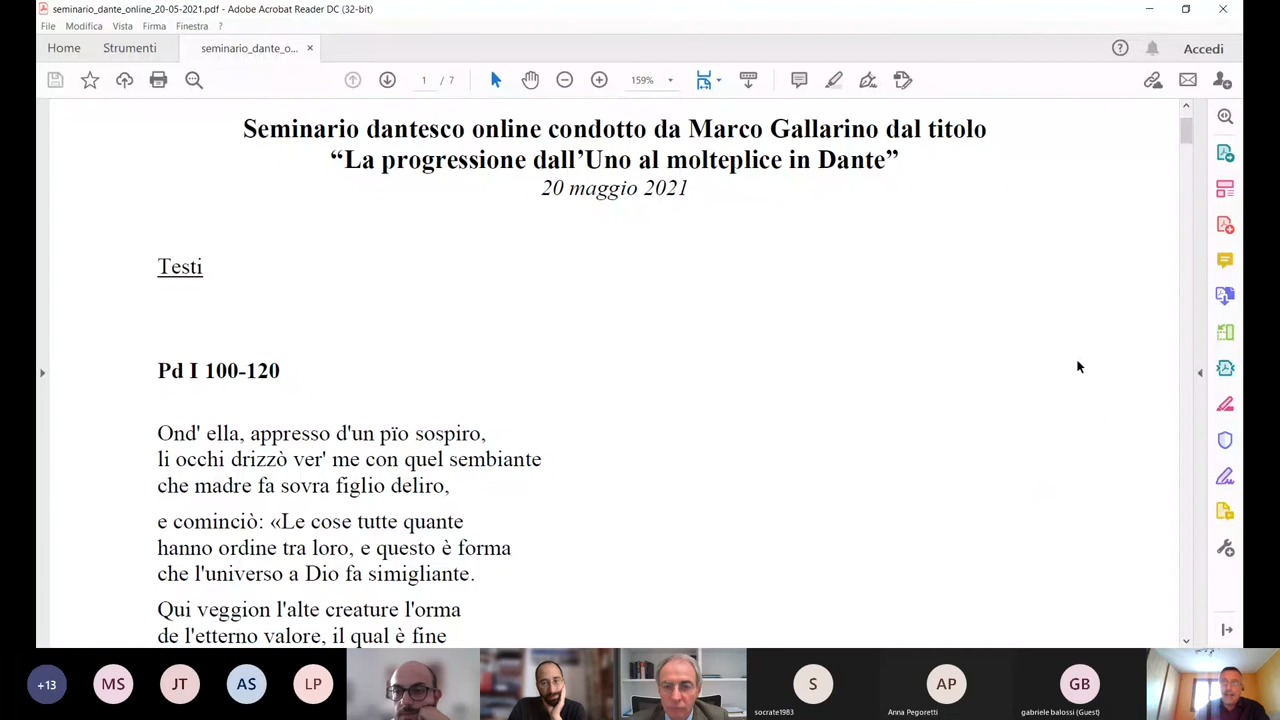 seminario_dante_online_20-05-2021.pdf - Adobe Acrobat Reader DC (32-bit)
File Modifica Vista Firma Finestra ?
Home Strumenti seminario_dante_o... × Accedi
1 / 7 159%
Seminario dantesco online condotto da Marco Gallarino dal titolo
“La progressione dall’Uno al molteplice in Dante”
20 maggio 2021
Testi
Pd I 100-120
Ond' ella, appresso d'un pïo sospiro,
li occhi drizzò ver' me con quel sembiante
che madre fa sovra figlio deliro,
e cominciò: «Le cose tutte quante
hanno ordine tra loro, e questo è forma
che l'universo a Dio fa simigliante.
Qui veggion l'alte creature l'orma
de l'etterno valore, il qual è fine
+13 MS JT AS LP S AP GB
socrate1983 Anna Pegoretti gabriele balossi (Guest)